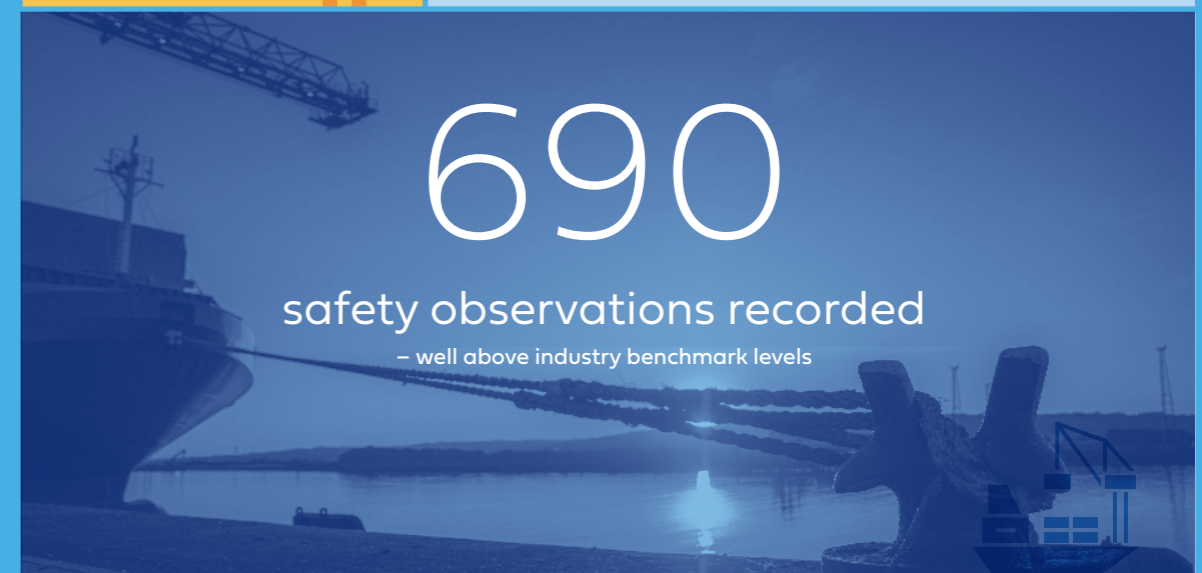 690
safety observations recorded
– well above industry benchmark levels